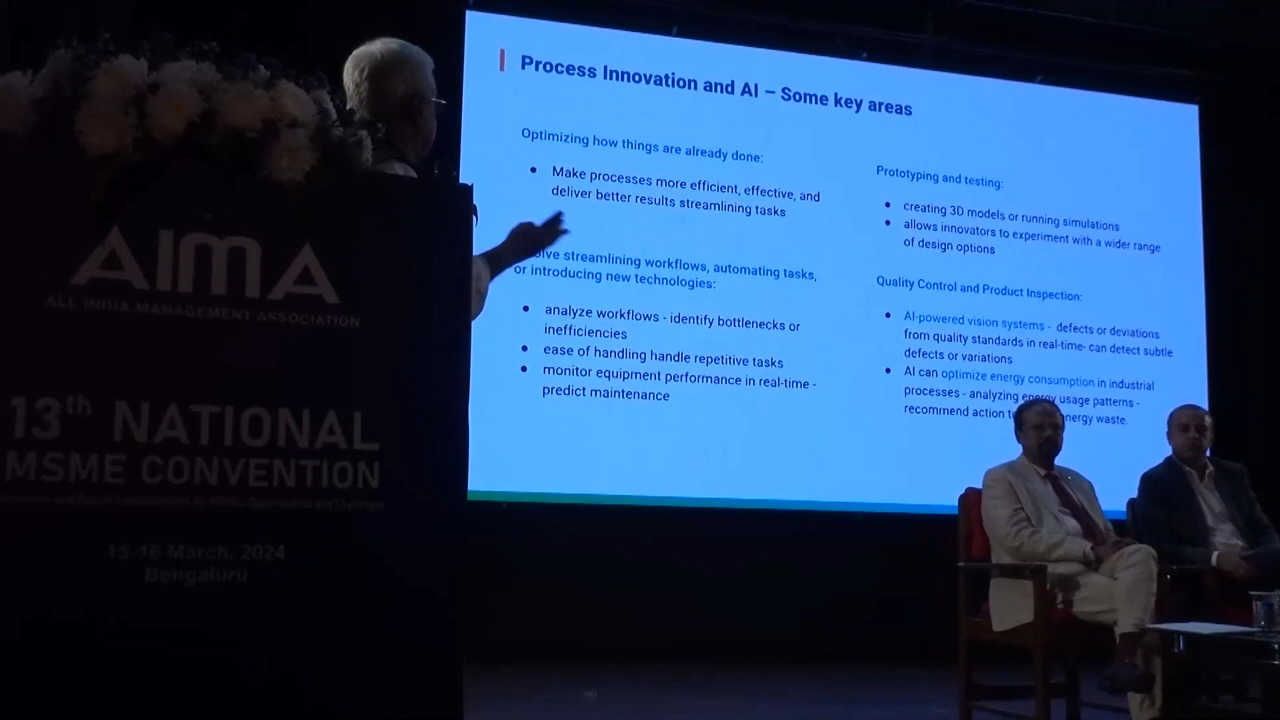 AIMA
ALL INDIA MANAGEMENT ASSOCIATION
13th NATIONAL
MSME CONVENTION
15-16 March, 2024
Bengaluru
Process Innovation and AI – Some key areas
Optimizing how things are already done:
● Make processes more efficient, effective, and
deliver better results streamlining tasks
streamlining workflows, automating tasks,
or introducing new technologies:
● analyze workflows - identify bottlenecks or
inefficiencies
● ease of handling handle repetitive tasks
● monitor equipment performance in real-time -
predict maintenance
Prototyping and testing:
● creating 3D models or running simulations
● allows innovators to experiment with a wider range
of design options
Quality Control and Product Inspection:
● AI-powered vision systems - defects or deviations
from quality standards in real-time- can detect subtle
defects or variations
● AI can optimize energy consumption in industrial
processes - analyzing energy usage patterns -
recommend action energy waste.